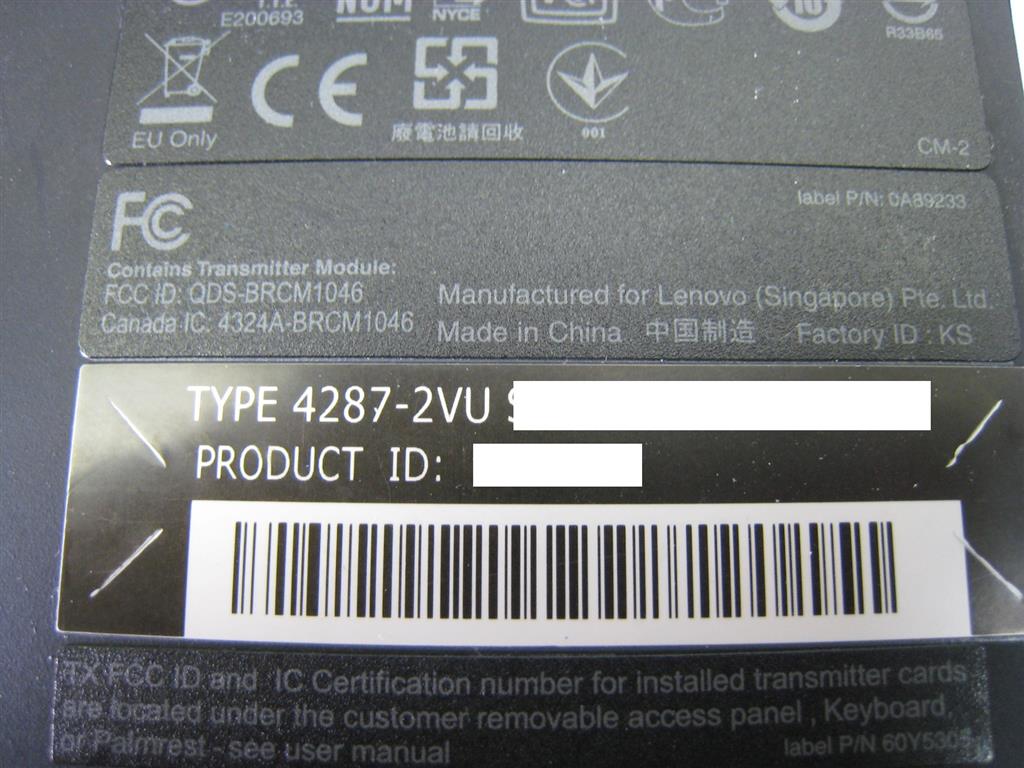 I.T.E.
E200693
NOM
NYCE
R33B65
EU Only
CE
廢電池請回收
001
CM-2
FC
label P/N: 0A89233
Contains Transmitter Module:
FCC ID: QDS-BRCM1046
Canada IC: 4324A-BRCM1046
Manufactured for Lenovo (Singapore) Pte. Ltd.
Made in China 中国制造 Factory ID : KS
TYPE 4287-2VU S
PRODUCT ID:
TX FCC ID and IC Certification number for installed transmitter cards
are located under the customer removable access panel , Keyboard,
or Palmrest - see user manual
label P/N 60Y5305